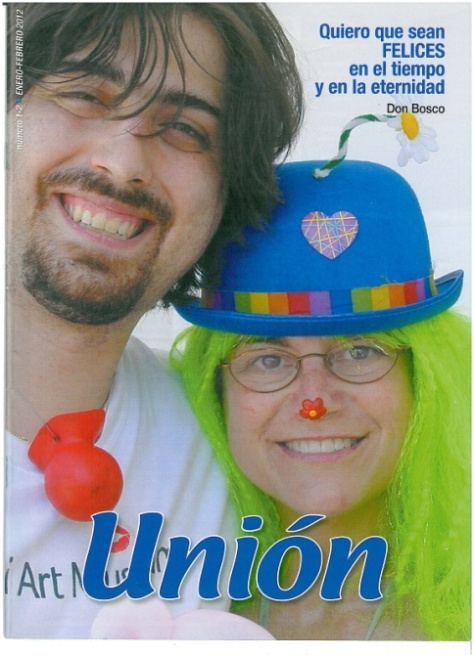 número 1-2 ENERO-FEBRERO 2012
Quiero que sean
FELICES
en el tiempo
y en la eternidad
Don Bosco
Unión
Art